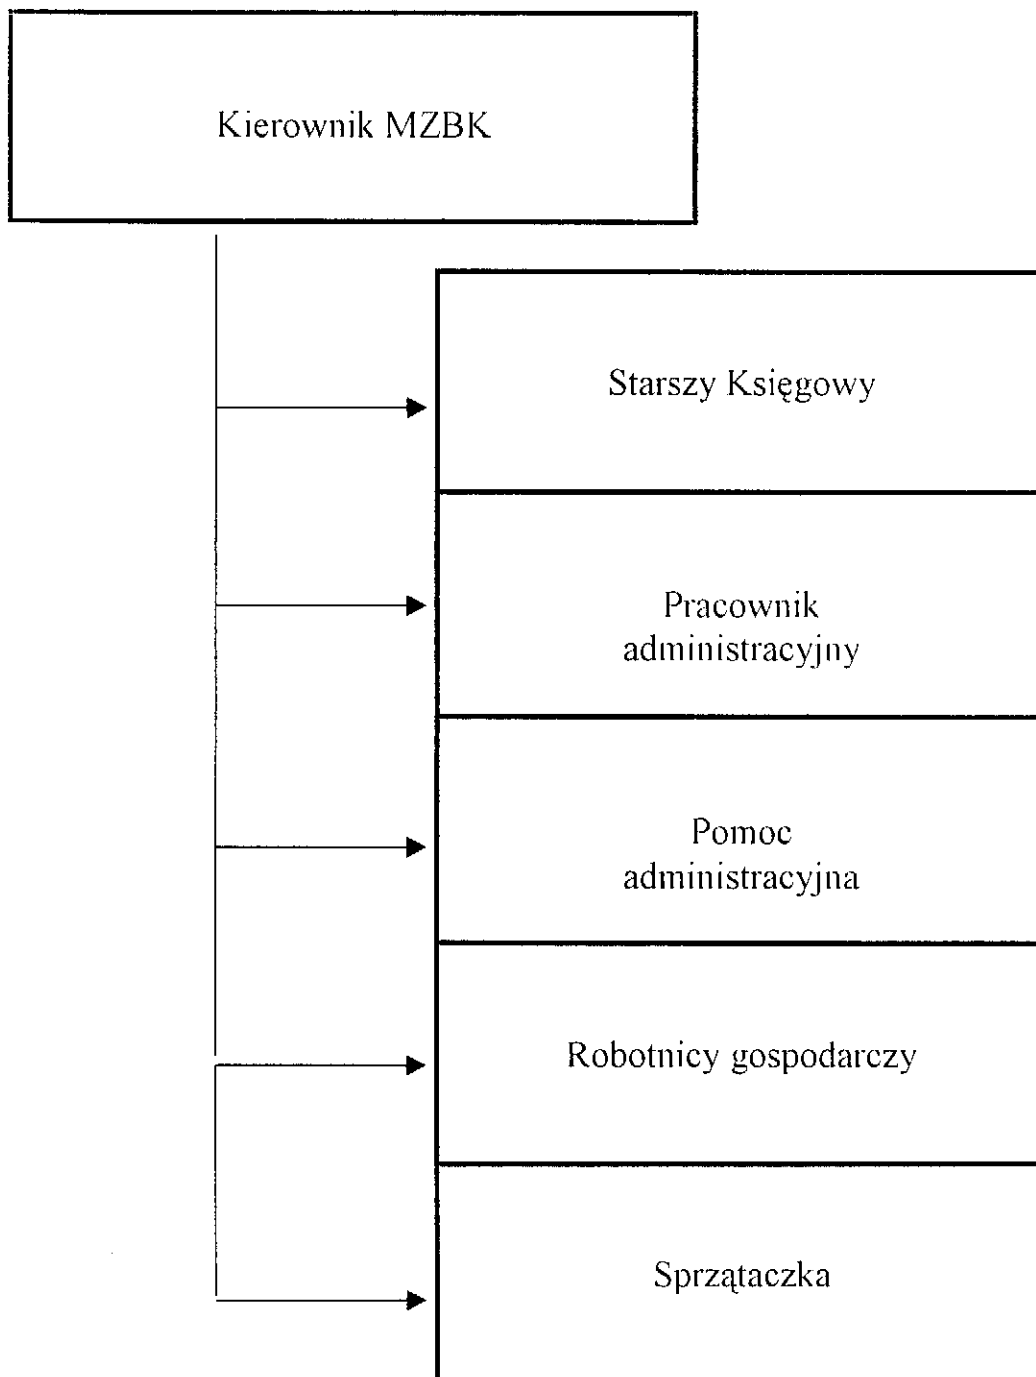 Kierownik MZBK
Starszy Księgowy
Pracownik
administracyjny
Pomoc
administracyjna
Robotnicy gospodarczy
Sprzątaczka